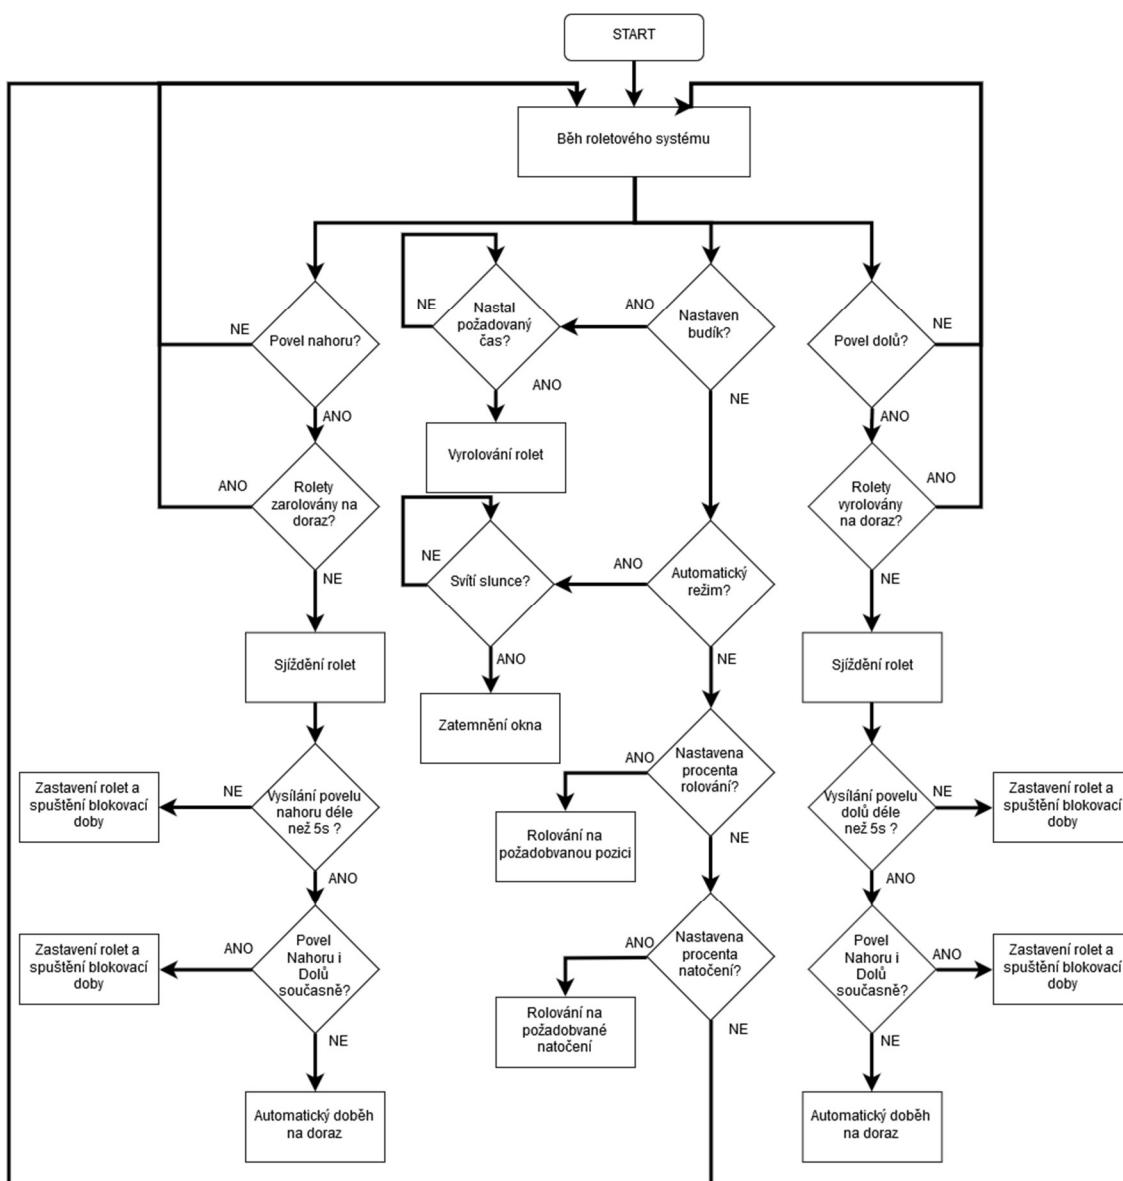 START
Běh roletového systému
Povel nahoru?
NE
ANO
Rolety
zarolovány na
doraz?
ANO
NE
Sjíždění rolet
Vysílání povelu
nahoru déle
než 5s ?
NE
Zastavení rolet a
spuštění blokovací
doby
ANO
Povel
Nahoru i
Dolů
současně?
ANO
Zastavení rolet a
spuštění blokovací
doby
NE
Automatický doběh
na doraz
Nastaven
budík?
ANO
NE
Nastal
požadovaný
čas?
NE
ANO
Vyrolování rolet
Automatický
režim?
ANO
NE
Svítí slunce?
NE
ANO
Zatemnění okna
Nastavena
procenta
rolování?
ANO
NE
Rolování na
požadobvanou pozici
Nastavena
procenta
natočení?
ANO
NE
Rolování na
požadobvané
natočení
Povel dolů?
NE
ANO
Rolety
vyrolovány
na doraz?
ANO
NE
Sjíždění rolet
Vysílání povelu
dolů déle
než 5s ?
NE
Zastavení rolet a
spuštění blokovací
doby
ANO
Povel
Nahoru i
Dolů
současně?
ANO
Zastavení rolet a
spuštění blokovací
doby
NE
Automatický doběh
na doraz